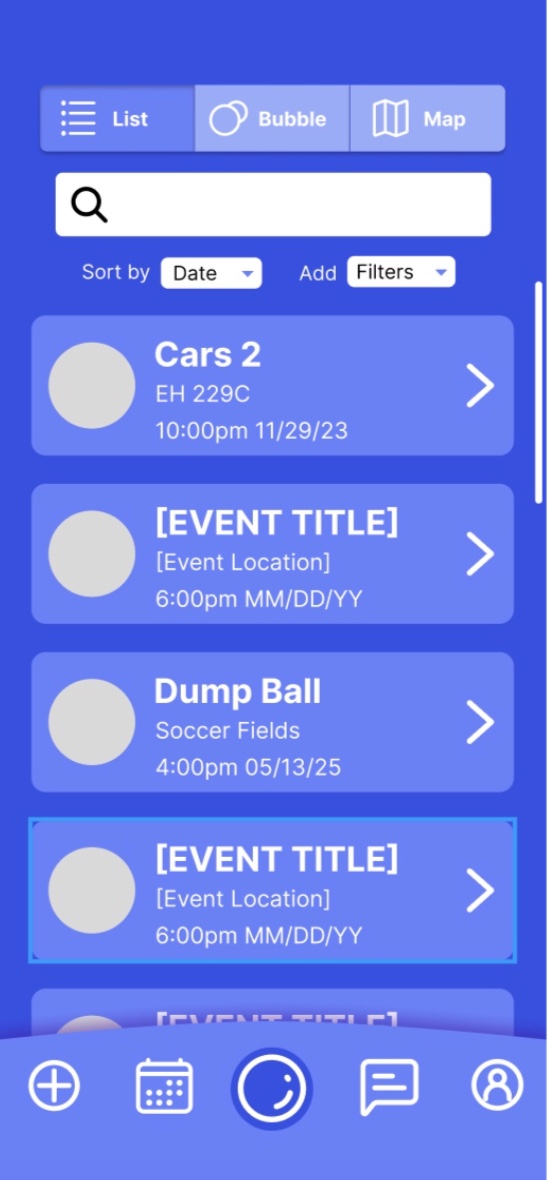 List
Bubble
Map
Sort by
Date
Add
Filters
Cars 2
EH 229C
10:00pm 11/29/23
[EVENT TITLE]
[Event Location]
6:00pm MM/DD/YY
Dump Ball
Soccer Fields
4:00pm 05/13/25
[EVENT TITLE]
[Event Location]
6:00pm MM/DD/YY
[EVENT TITLE]